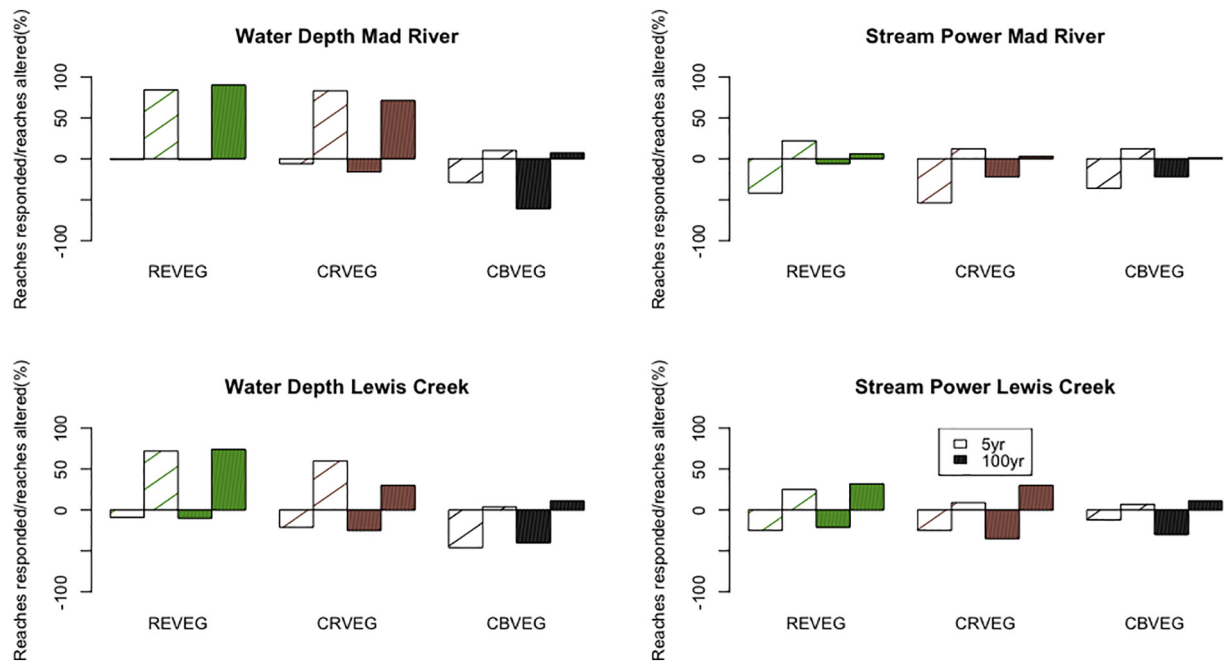 Water Depth Mad River
Reaches responded/reaches altered(%)
100
50
0
-100
REVEG CRVEG CBVEG
Stream Power Mad River
Reaches responded/reaches altered(%)
100
50
0
-100
REVEG CRVEG CBVEG
Water Depth Lewis Creek
Reaches responded/reaches altered(%)
100
50
0
-100
REVEG CRVEG CBVEG
Stream Power Lewis Creek
Reaches responded/reaches altered(%)
100
50
0
-100
5yr
100yr
REVEG CRVEG CBVEG